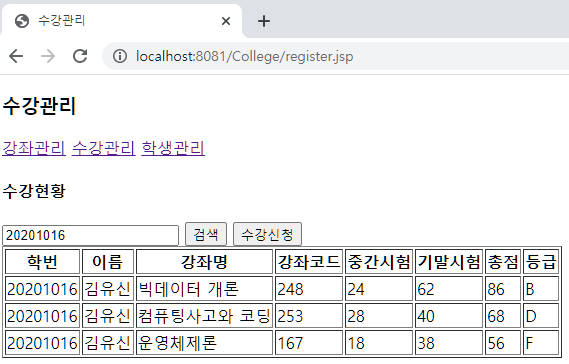 수강관리
localhost:8081/College/register.jsp
수강관리
강좌관리 수강관리 학생관리
수강현황
20201016 검색 수강신청
학번 이름 강좌명 강좌코드 중간시험 기말시험 총점 등급
20201016 김유신 빅데이터 개론 248 24 62 86 B
20201016 김유신 컴퓨팅사고와 코딩 253 28 40 68 D
20201016 김유신 운영체제론 167 18 38 56 F